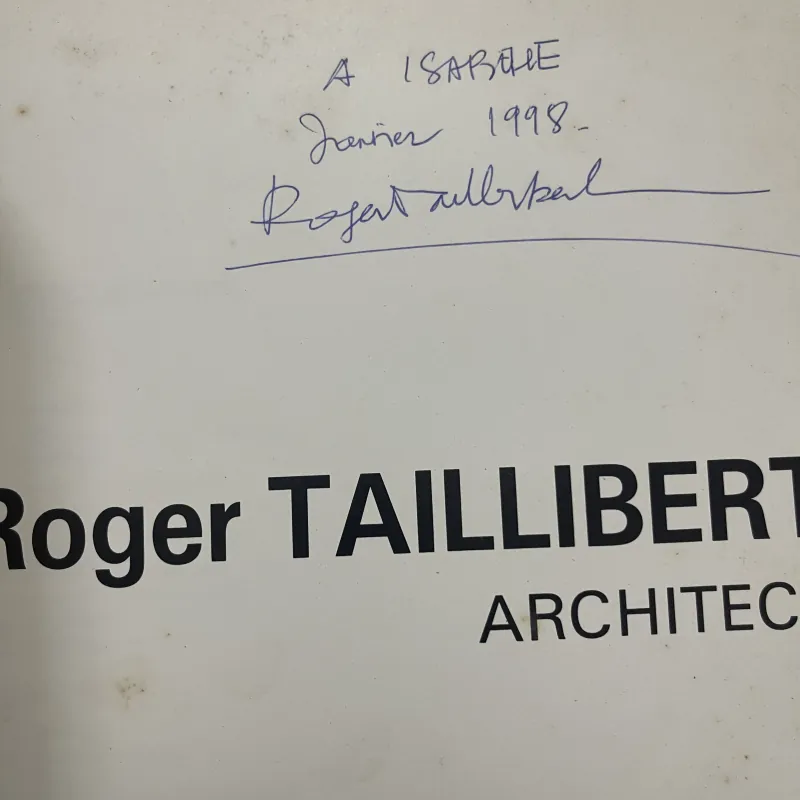 A ISABELLE
Janvier 1998-
Roger Taillibert
Roger TAILLIBERT
ARCHITEC